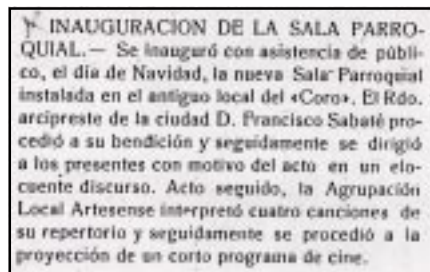 INAUGURACION DE LA SALA PARRO-
QUIAL.— Se inauguró con asistencia de públi-
co, el día de Navidad, la nueva Sala Parroquial
instalada en el antiguo local del «Coro». El Rdo.
arcipreste de la ciudad D. Francisco Sabaté pro-
cedió a su bendición y seguidamente se dirigió
a los presentes con motivo del acto en un elo-
cuente discurso. Acto seguido, la Agrupación
Local Artesense interpretó cuatro canciones de
su repertorio y seguidamente se procedió a la
proyección de un corto programa de cine.